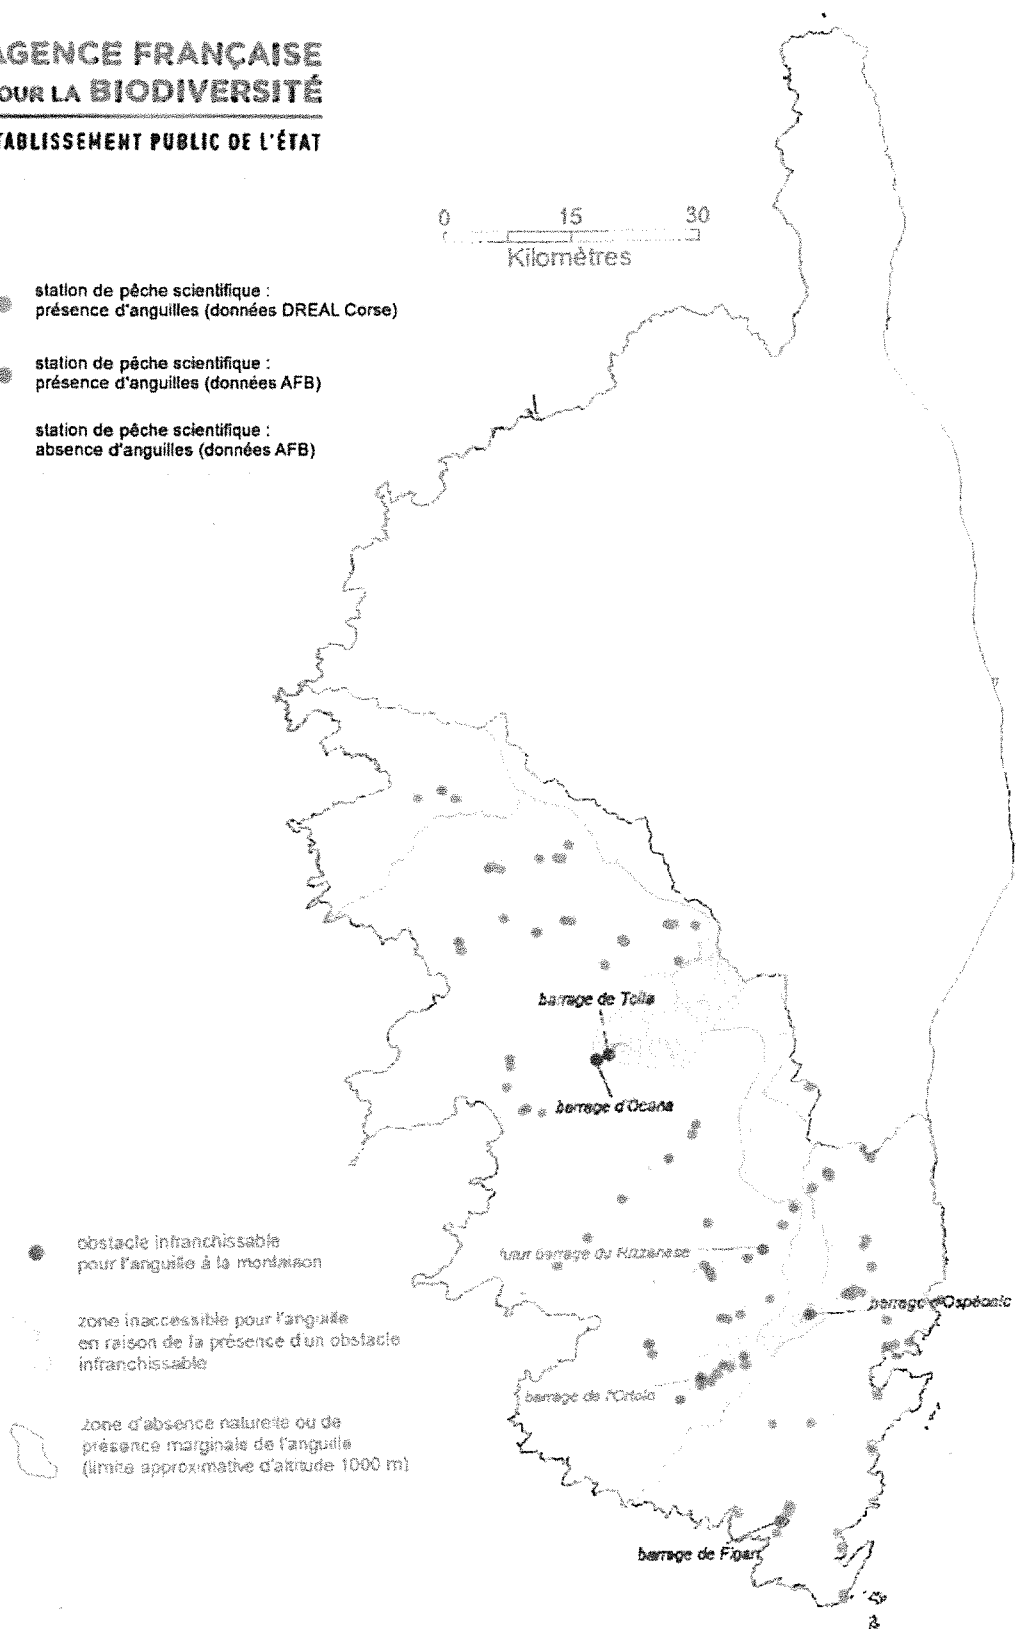 AGENCE FRANÇAISE
POUR LA BIODIVERSITÉ
ÉTABLISSEMENT PUBLIC DE L'ÉTAT
0 15 30
Kilomètres
station de pêche scientifique :
présence d'anguilles (données DREAL Corse)
station de pêche scientifique :
présence d'anguilles (données AFB)
station de pêche scientifique :
absence d'anguilles (données AFB)
barrage de Tolla
barrage d'Ocana
obstacle infranchissable
pour l'anguille à la montaison
futur barrage du Rizzanese
zone inaccessible pour l'anguille
en raison de la présence d'un obstacle
infranchissable
barrage d'Ospédale
barrage de l'Ortolo
zone d'absence naturelle ou de
présence marginale de l'anguille
(limite approximative d'altitude 1000 m)
barrage de Figari